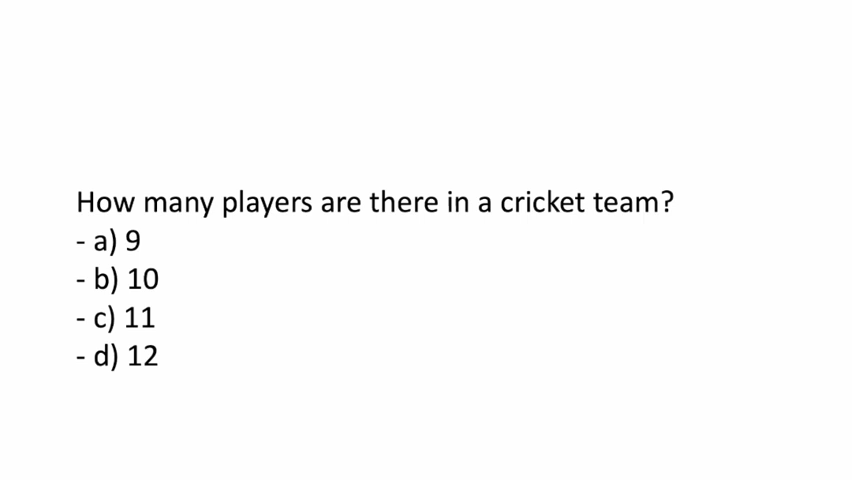 How many players are there in a cricket team?
- a) 9
- b) 10
- c) 11
- d) 12